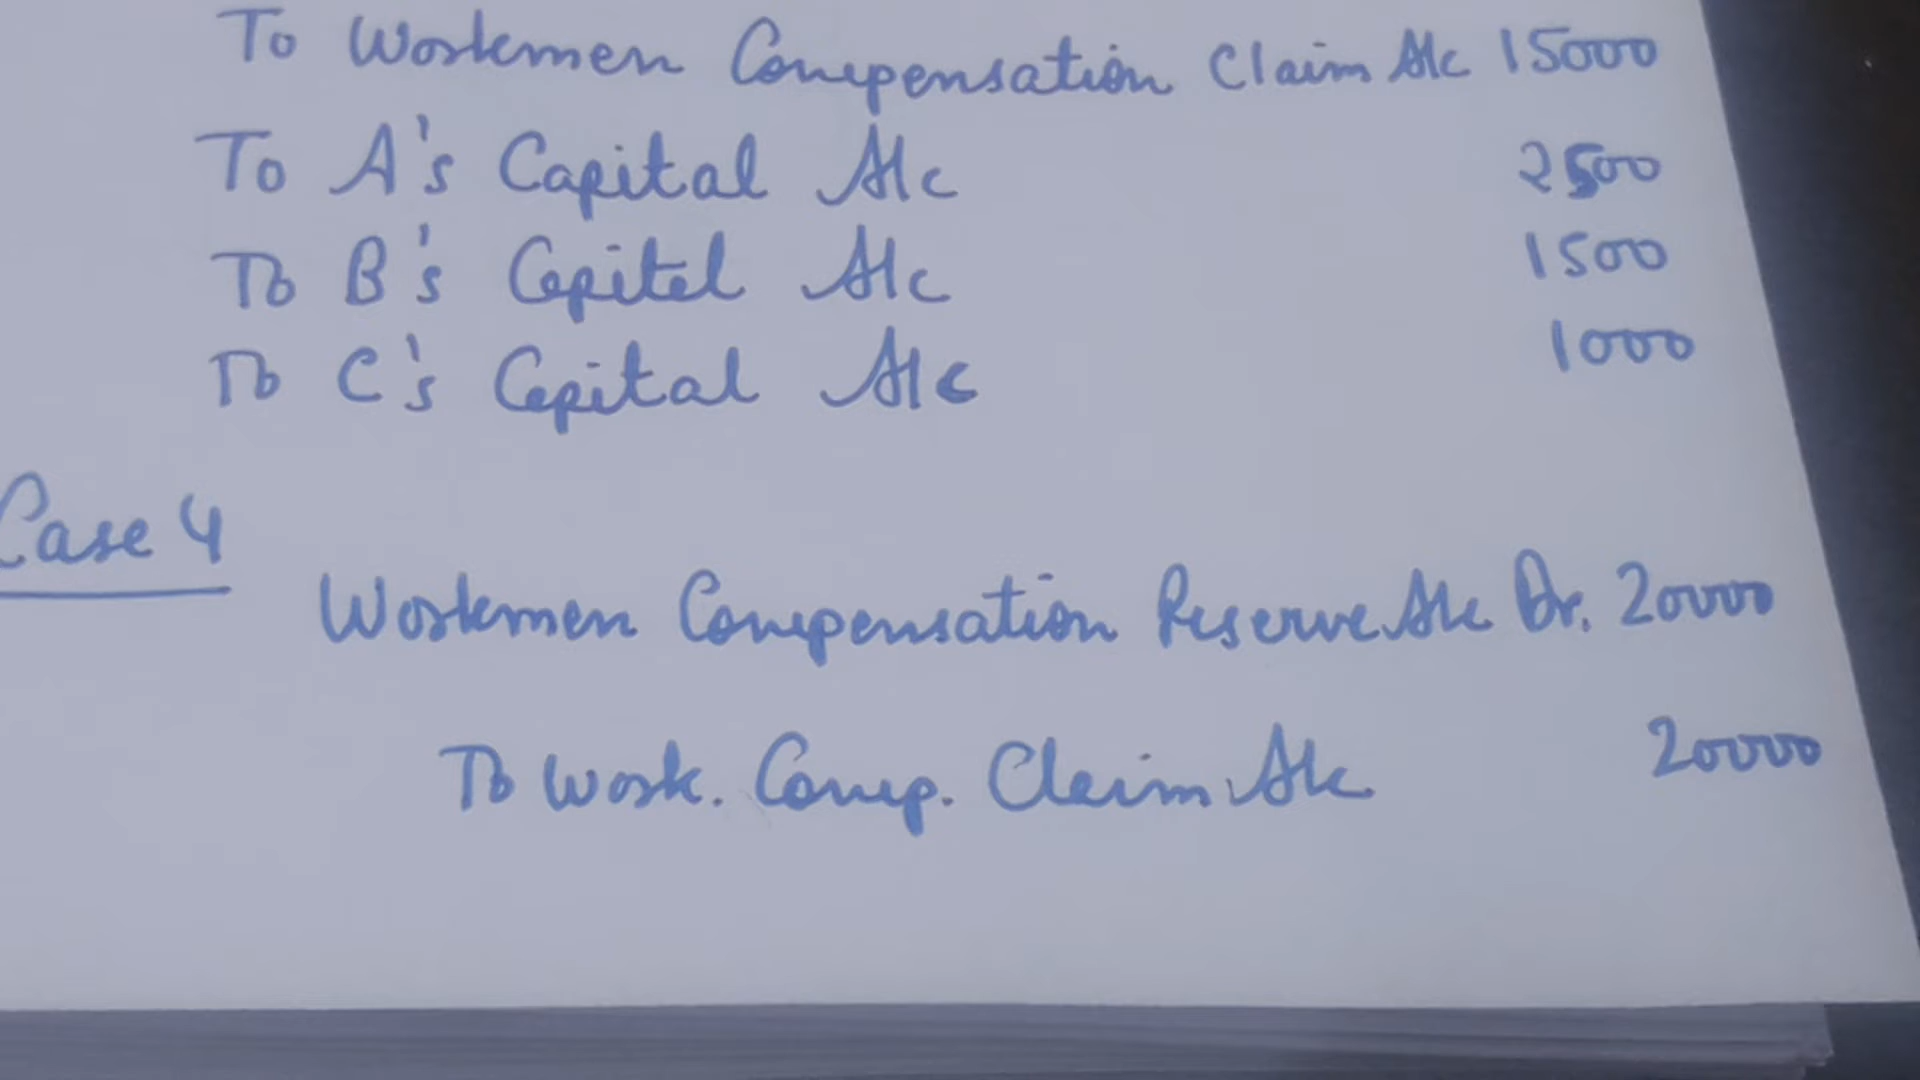 To Workmen Compensation Claim A/c 15000
To A's Capital A/c 2500
To B's Capital A/c 1500
To C's Capital A/c 1000
Case 4
Workmen Compensation Reserve A/c Dr. 20000
To Work. Comp. Claim A/c 20000